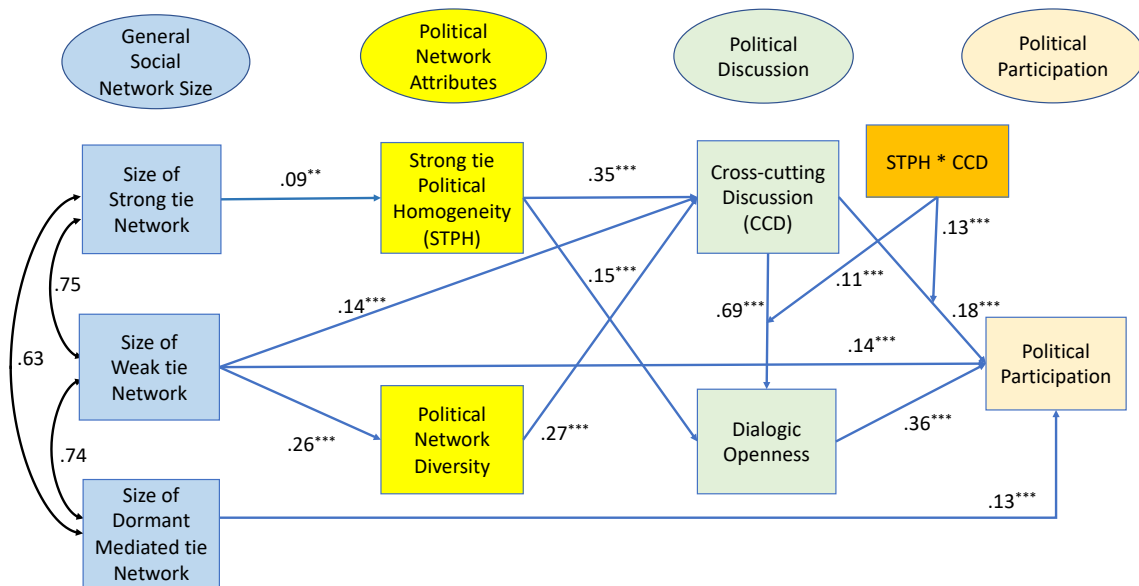 General
Social
Network Size
Political
Network
Attributes
Political
Discussion
Political
Participation
Size of
Strong tie
Network
.09**
Strong tie
Political
Homogeneity
(STPH)
.35***
Cross-cutting
Discussion
(CCD)
STPH * CCD
.13***
.75
.15***
.11***
.14***
.69***
.18***
.63
Size of
Weak tie
Network
.14***
Political
Participation
.26***
Political
Network
Diversity
.27***
Dialogic
Openness
.36***
.74
Size of
Dormant
Mediated tie
Network
.13***